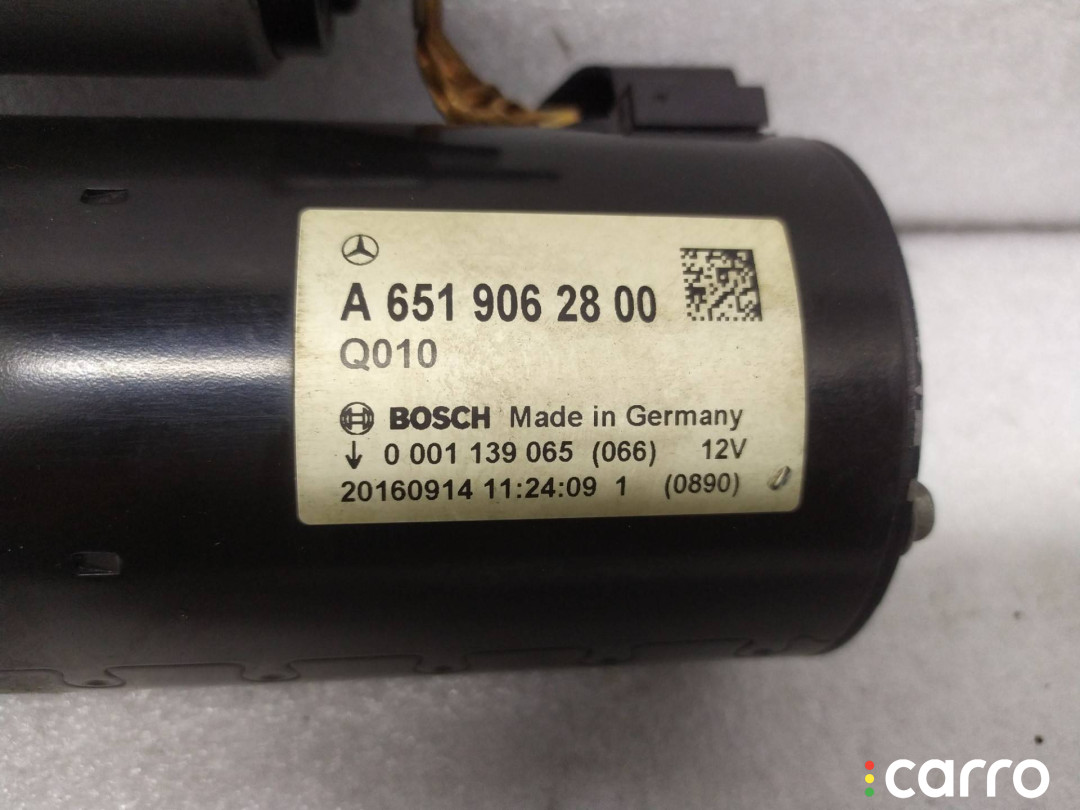 A 651 906 28 00
Q010
BOSCH Made in Germany
↓ 0 001 139 065 (066) 12V
20160914 11:24:09 1 (0890)
carro